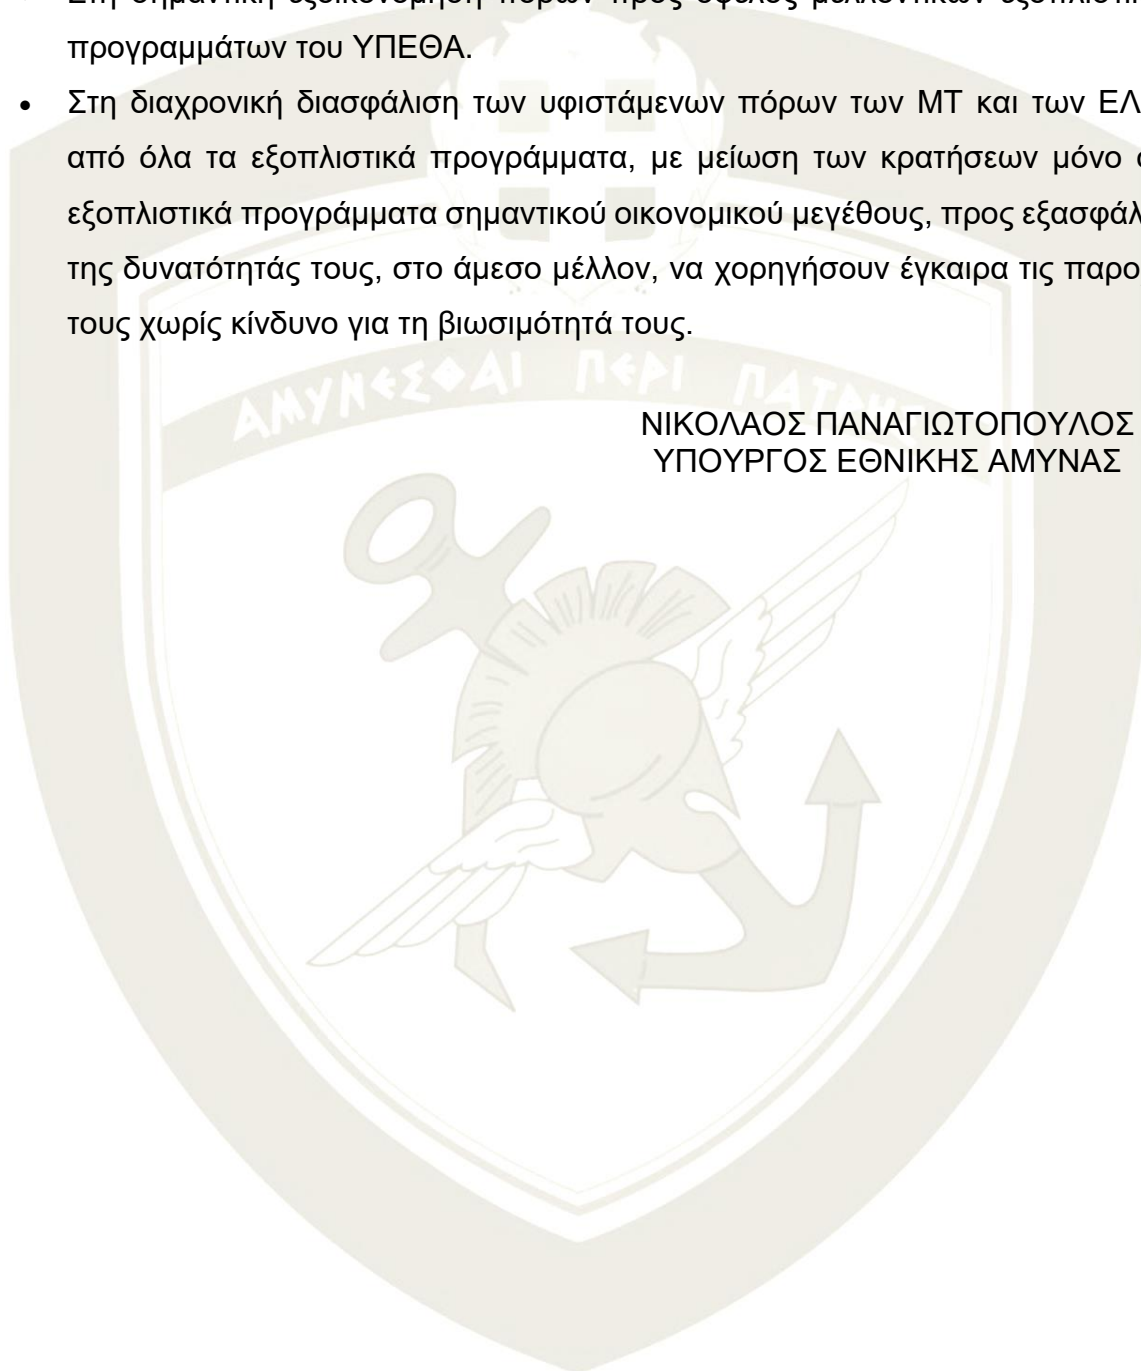 προγραμμάτων του ΥΠΕΘΑ.
• Στη διαχρονική διασφάλιση των υφιστάμενων πόρων των ΜΤ και των ΕΛ
από όλα τα εξοπλιστικά προγράμματα, με μείωση των κρατήσεων μόνο
εξοπλιστικά προγράμματα σημαντικού οικονομικού μεγέθους, προς εξασφάλ
της δυνατότητάς τους, στο άμεσο μέλλον, να χορηγήσουν έγκαιρα τις παρο
τους χωρίς κίνδυνο για τη βιωσιμότητά τους.
ΑΜΥΝΕΣΘΑΙ ΠΕΡΙ
ΝΙΚΟΛΑΟΣ ΠΑΝΑΓΙΩΤΟΠΟΥΛΟΣ
ΥΠΟΥΡΓΟΣ ΕΘΝΙΚΗΣ ΑΜΥΝΑΣ